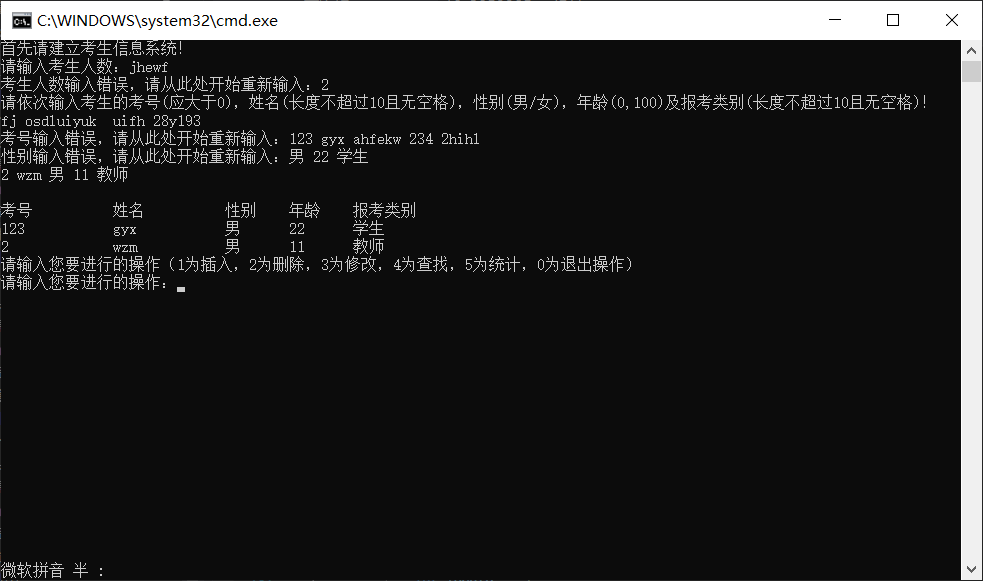 C:\WINDOWS\system32\cmd.exe
首先请建立考生信息系统!
请输入考生人数: jhewf
考生人数输入错误, 请从此处开始重新输入: 2
请依次输入考生的考号(应大于0), 姓名(长度不超过10且无空格), 性别(男/女), 年龄(0,100)及报考类别(长度不超过10且无空格)!
fj osdluiyuk  uifh 28y193
考号输入错误, 请从此处开始重新输入: 123 gyx ahfekw 234 2hihl
性别输入错误, 请从此处开始重新输入: 男 22 学生
2 wzm 男 11 教师
考号 姓名 性别 年龄 报考类别
123 gyx 男 22 学生
2 wzm 男 11 教师
请输入您要进行的操作（1为插入, 2为删除, 3为修改, 4为查找, 5为统计, 0为退出操作）
请输入您要进行的操作:
微软拼音 半 :